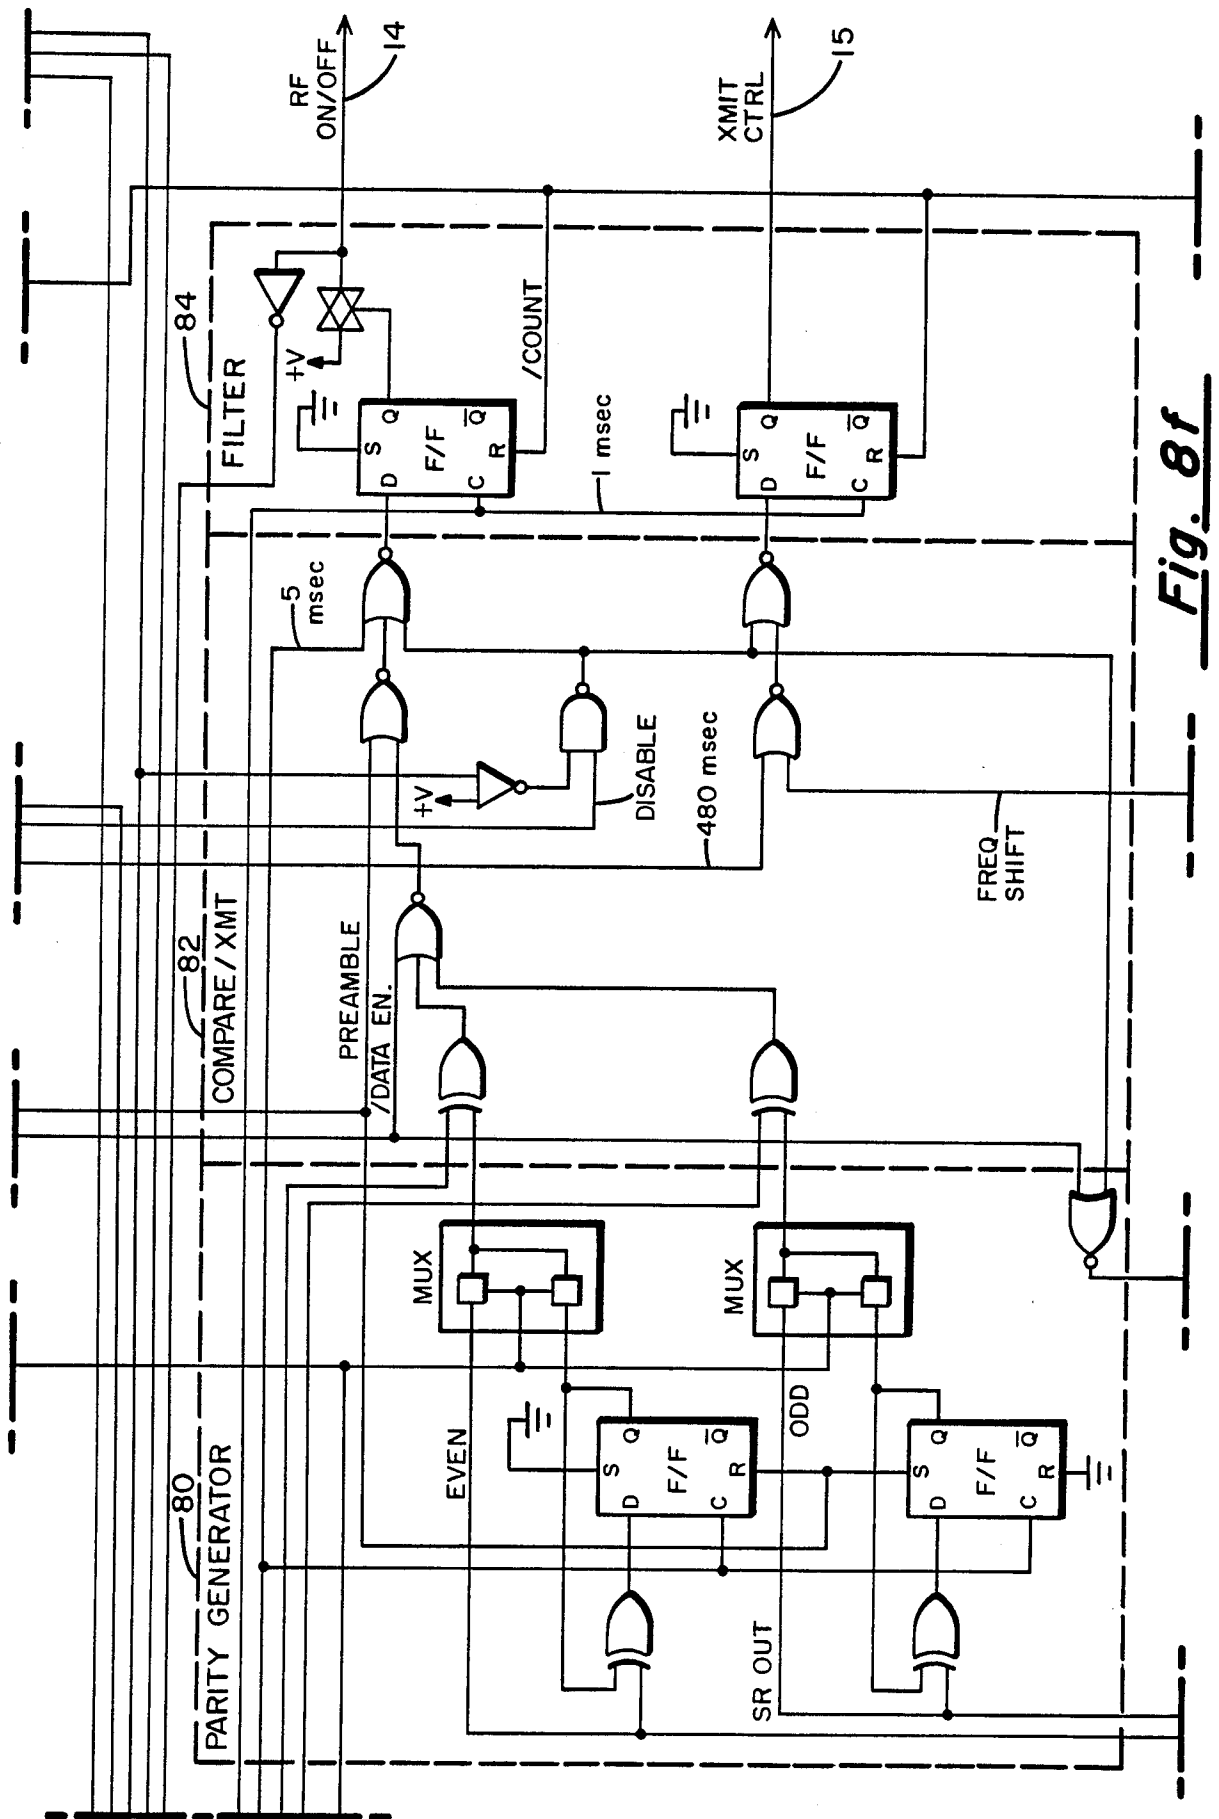 80
PARITY GENERATOR
EVEN
SR OUT
ODD
D
S
Q
F/F
C
R
Q̅
D
S
Q
F/F
C
R
Q̅
MUX
MUX
82
COMPARE/XMT
PREAMBLE
/DATA EN.
+V
DISABLE
480 msec
FREQ
SHIFT
5
msec
84
FILTER
+V
D
S
Q
F/F
C
R
Q̅
/COUNT
1 msec
D
S
Q
F/F
C
R
Q̅
RF
ON/OFF
14
XMIT
CTRL
15
Fig. 8f